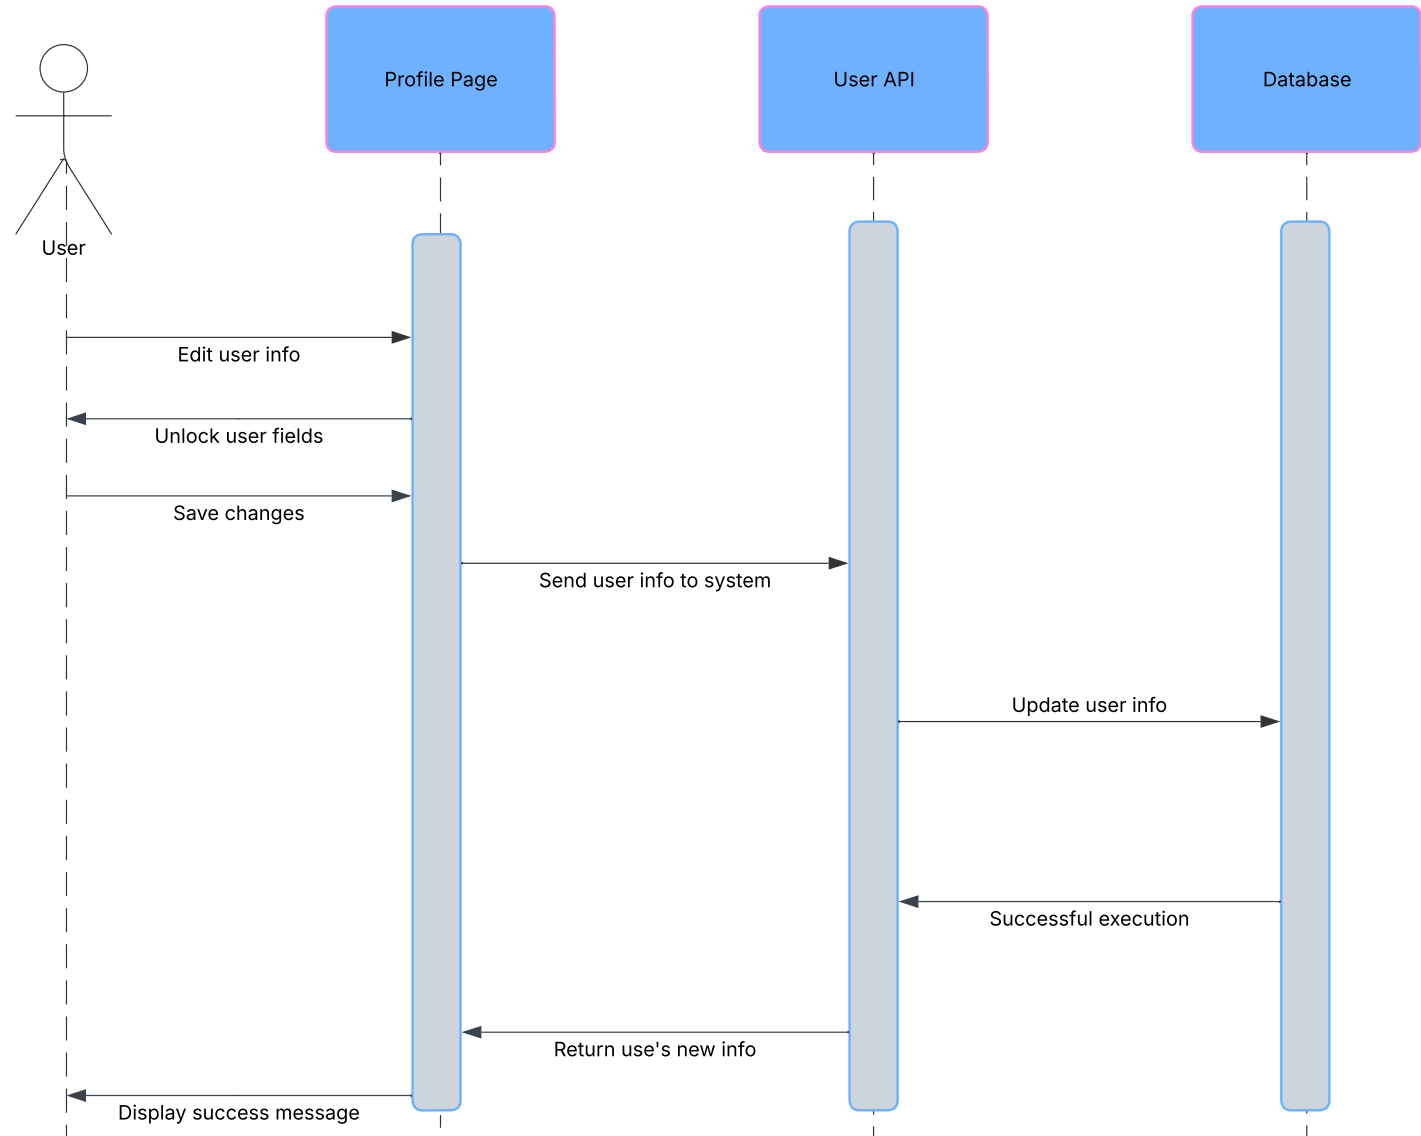 Profile Page
User API
Database
User
Edit user info
Unlock user fields
Save changes
Send user info to system
Update user info
Successful execution
Return use's new info
Display success message